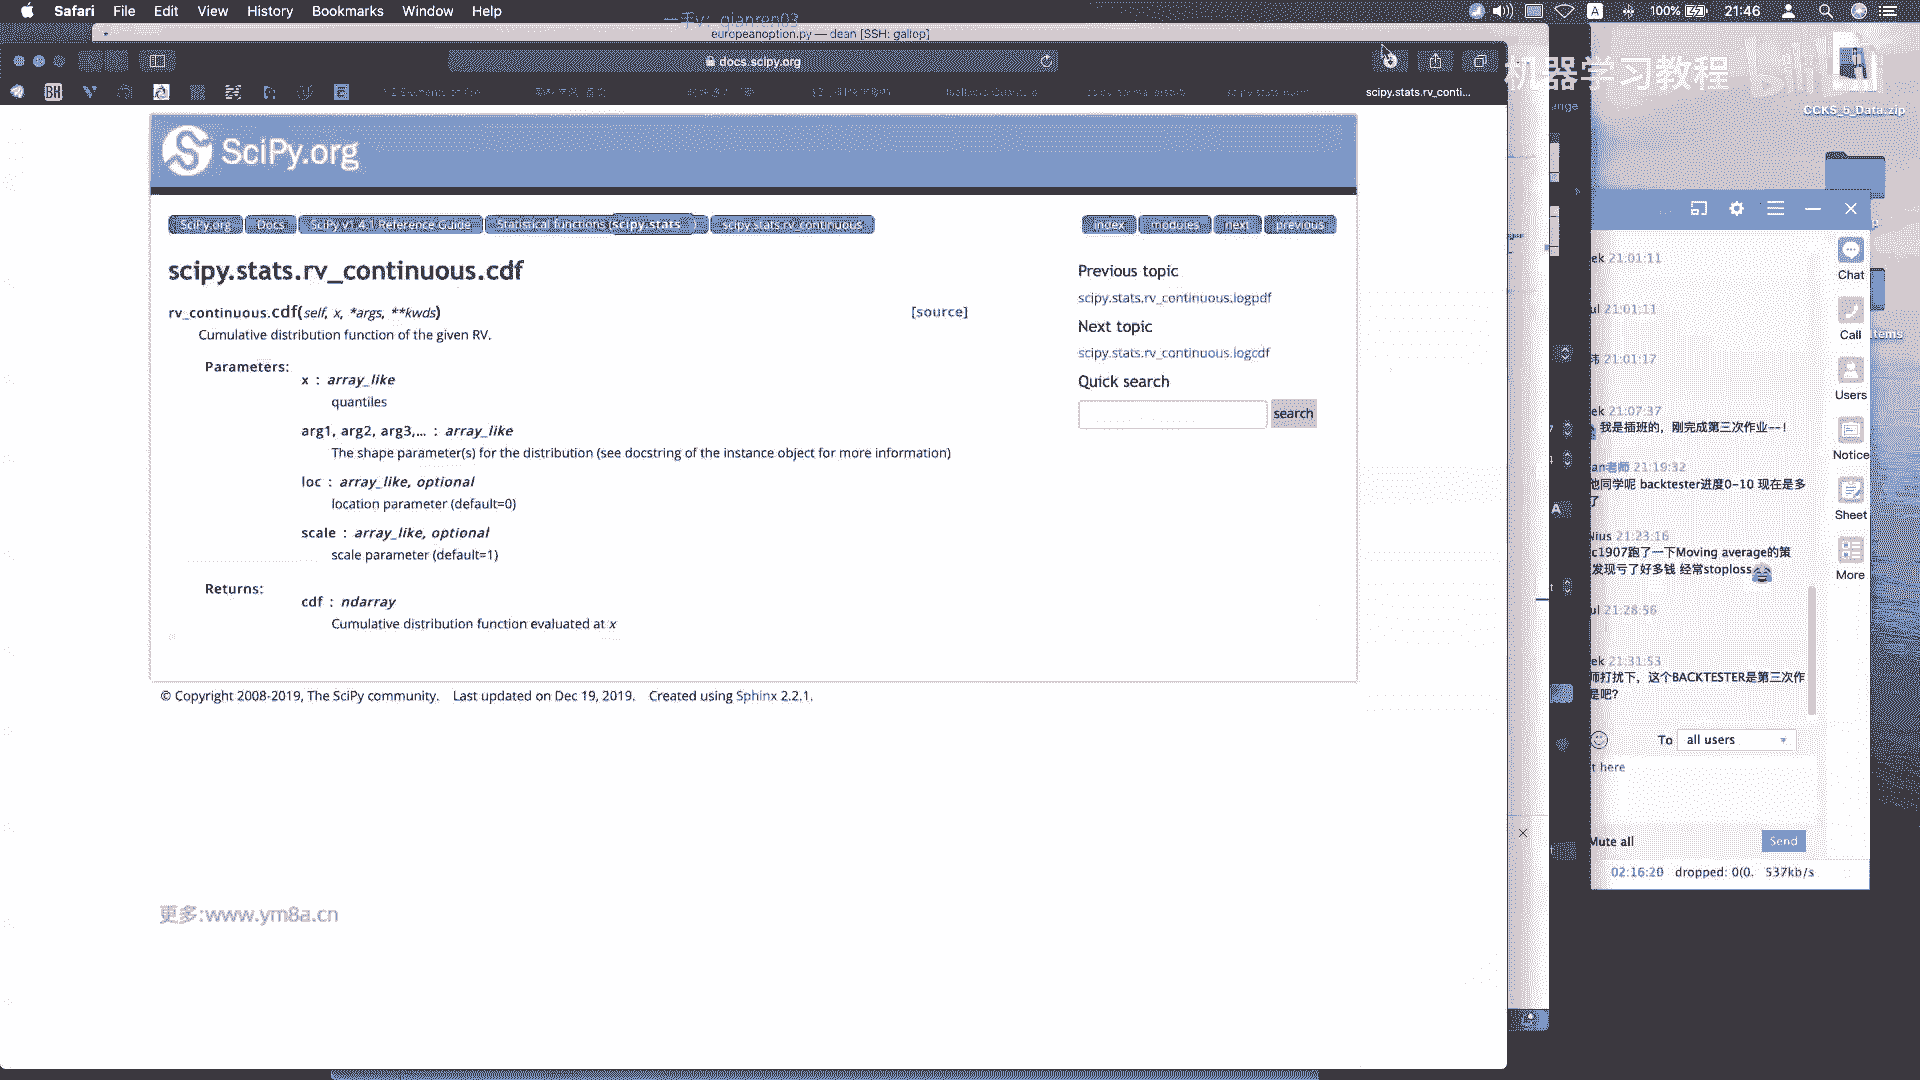 Safari File Edit View History Bookmarks Window Help
100% 21:46
一手v: qianren03
europeanoption.py — dean [SSH: gallop]
docs.scipy.org
机器学习教程
scipy.stats.rv_conti...
CCKS_5_Data.zip
SciPy.org
SciPy.org Docs SciPy v1.4.1 Reference Guide Statistical functions (scipy.stats) scipy.stats.rv_continuous
index modules next previous
scipy.stats.rv_continuous.cdf
rv_continuous.cdf(self, x, *args, **kwds)
[source]
Cumulative distribution function of the given RV.
Parameters:
x : array_like
quantiles
arg1, arg2, arg3,... : array_like
The shape parameter(s) for the distribution (see docstring of the instance object for more information)
loc : array_like, optional
location parameter (default=0)
scale : array_like, optional
scale parameter (default=1)
Returns:
cdf : ndarray
Cumulative distribution function evaluated at x
Previous topic
scipy.stats.rv_continuous.logpdf
Next topic
scipy.stats.rv_continuous.logcdf
Quick search
search
© Copyright 2008-2019, The SciPy community. Last updated on Dec 19, 2019. Created using Sphinx 2.2.1.
更多:www.ym8a.cn
ek 21:01:11
ul 21:01:11
21:01:17
ek 21:07:37
我是插班的，刚完成第三次作业--！
an老师 21:19:32
他同学呢 backtester进度0-10 现在是多
了
Nius 21:23:16
c1907跑了一下Moving average的策
发现亏了好多钱 经常stoploss
ul 21:28:56
ek 21:31:53
师打扰下，这个BACKTESTER是第三次作
是吧?
To all users
t here
Mute all
Send
02:16:20 dropped: 0(0. 537kb/s
Chat
Call
Users
Notice
Sheet
More